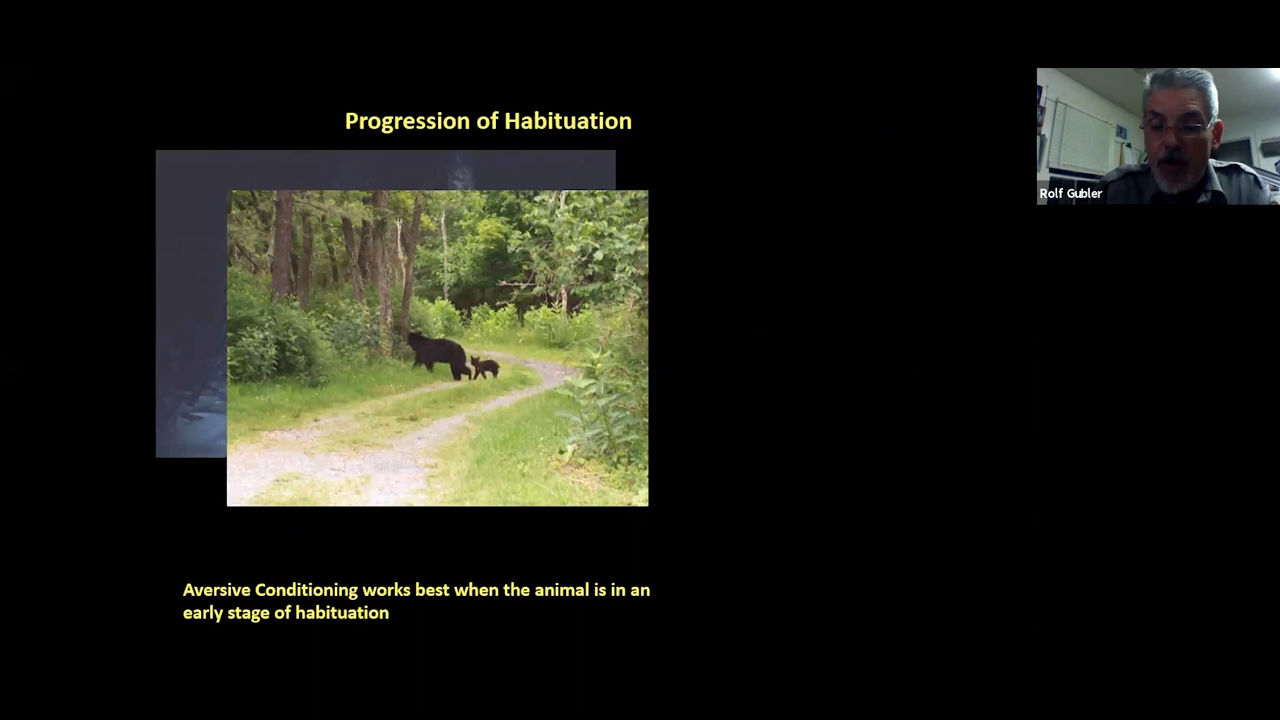 Progression of Habituation
Rolf Gubler
Aversive Conditioning works best when the animal is in an
early stage of habituation